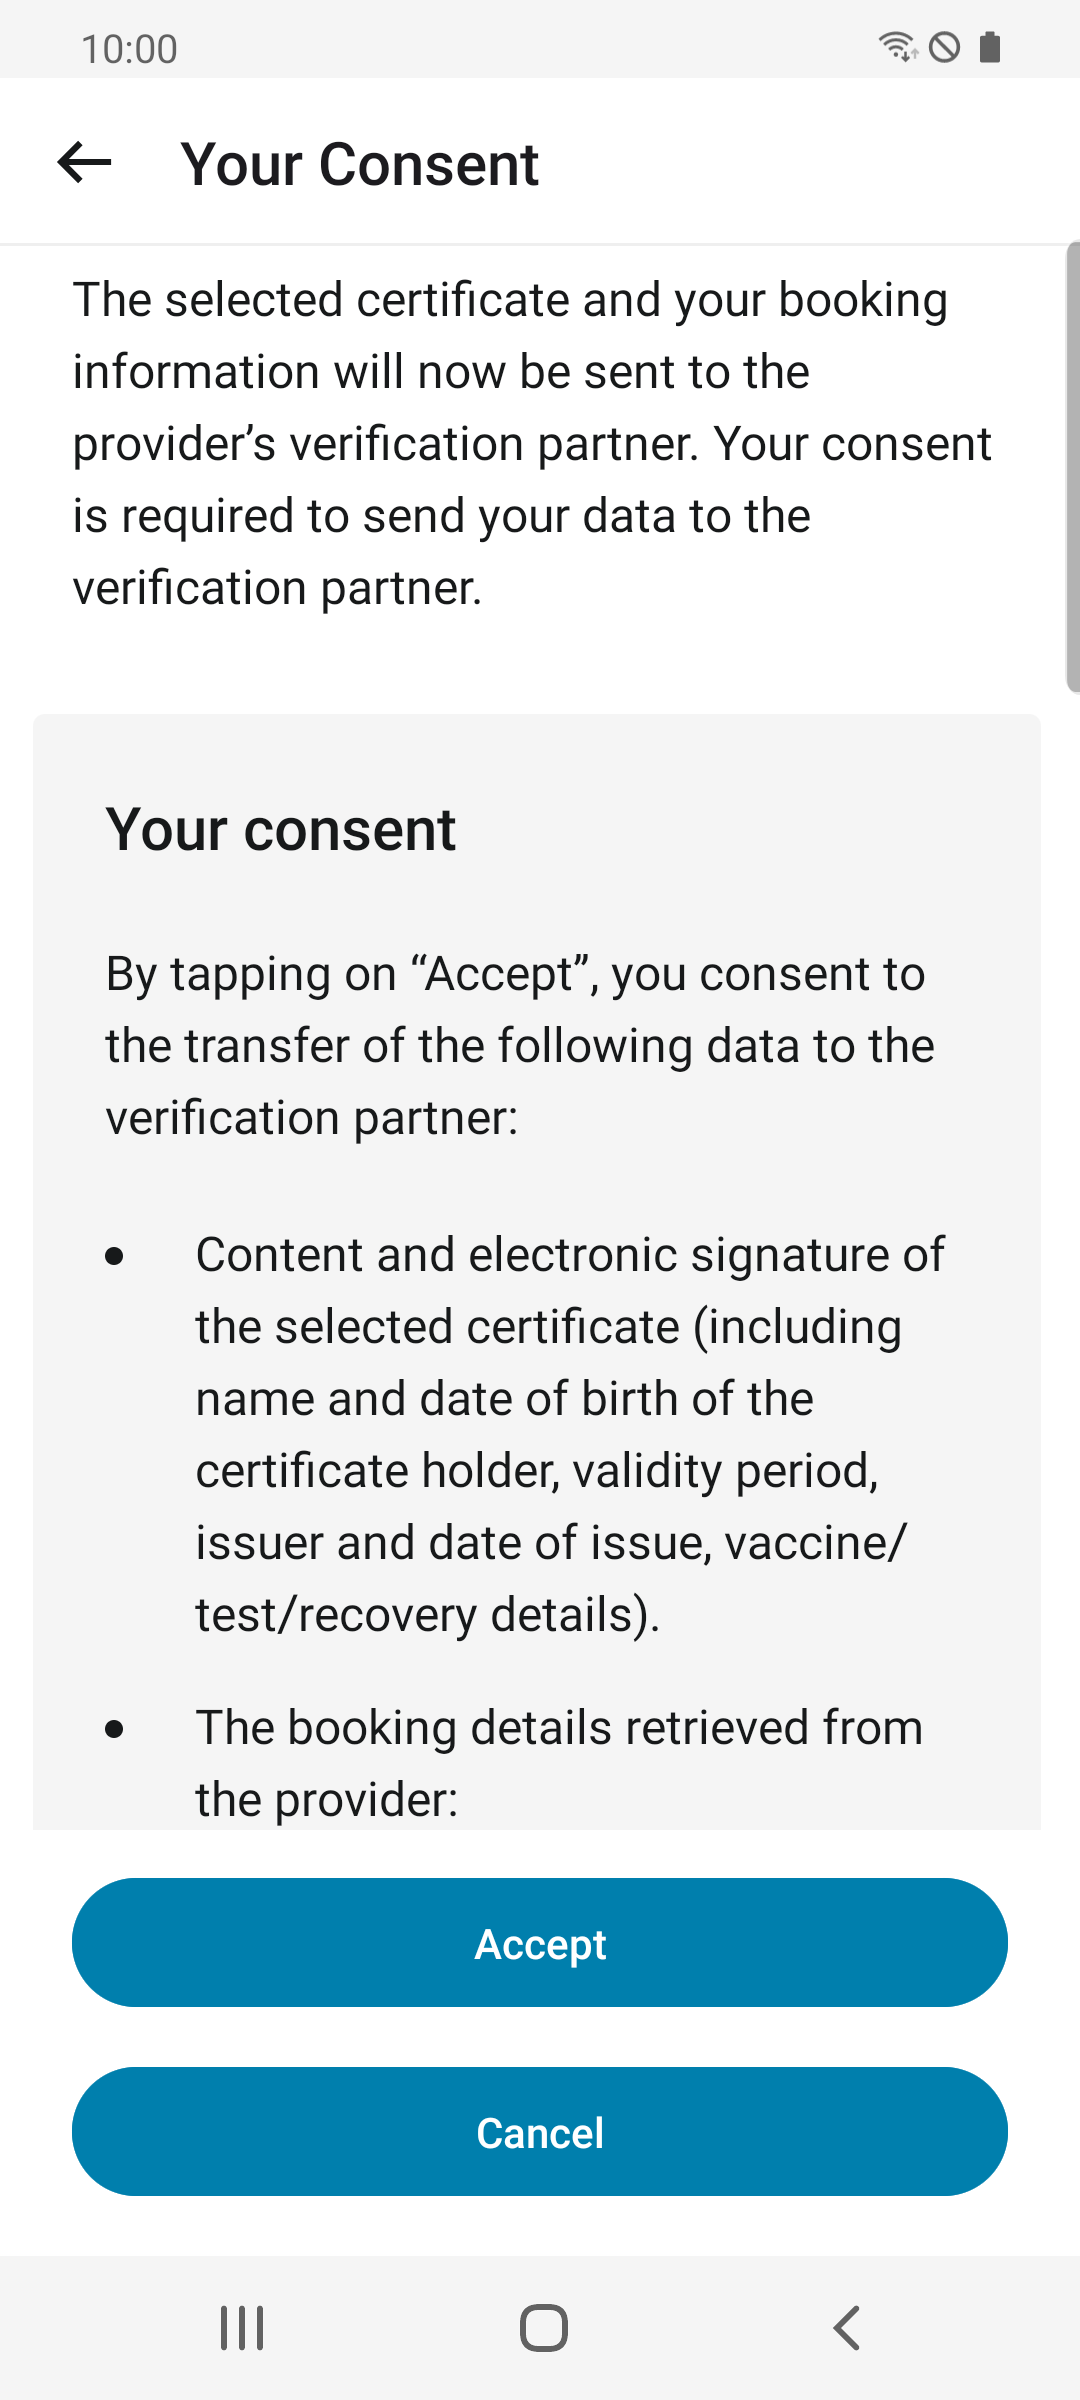 10:00
Your Consent
The selected certificate and your booking
information will now be sent to the
provider’s verification partner. Your consent
is required to send your data to the
verification partner.
Your consent
By tapping on “Accept”, you consent to
the transfer of the following data to the
verification partner:
• Content and electronic signature of
the selected certificate (including
name and date of birth of the
certificate holder, validity period,
issuer and date of issue, vaccine/
test/recovery details).
• The booking details retrieved from
the provider:
Accept
Cancel